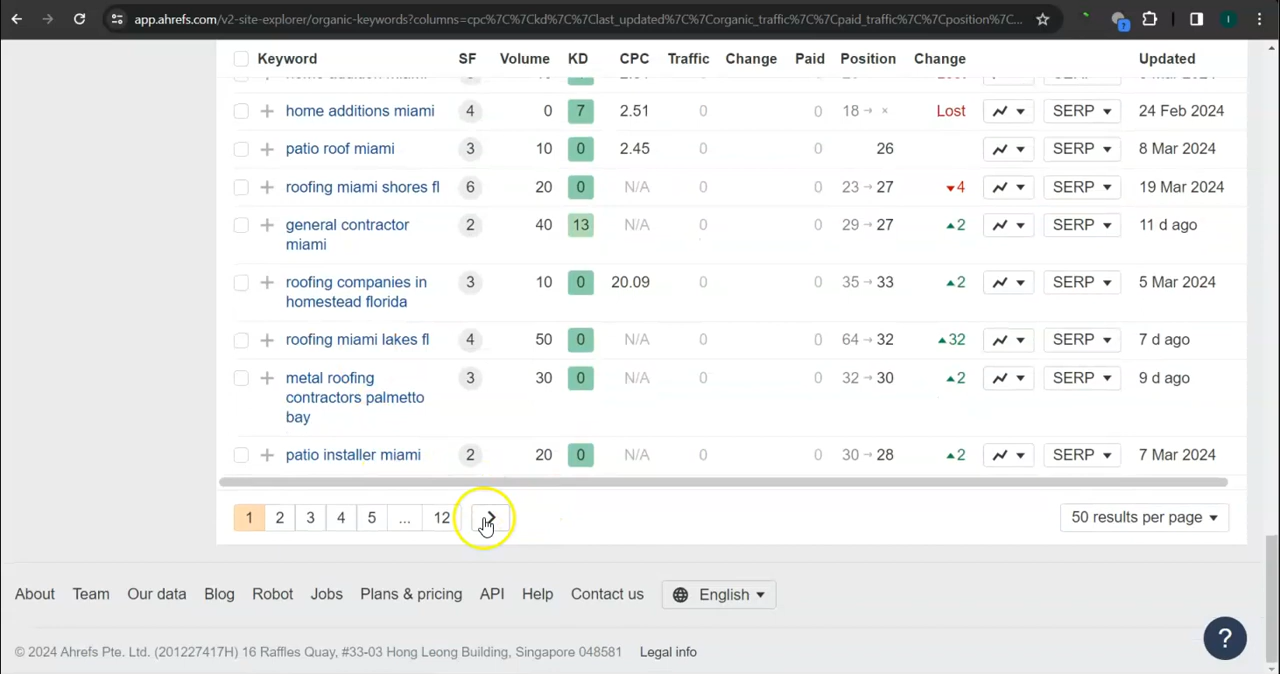 app.ahrefs.com/v2-site-explorer/organic-keywords?columns=cpc%7C%7Ckd%7C%7Clast_updated%7C%7Corganic_traffic%7C%7Cpaid_traffic%7C%7Cposition%7C...
Keyword SF Volume KD CPC Traffic Change Paid Position Change Updated
home addition miami Lost
home additions miami 4 0 7 2.51 0 0 18 → × Lost SERP 24 Feb 2024
patio roof miami 3 10 0 2.45 0 0 26 SERP 8 Mar 2024
roofing miami shores fl 6 20 0 N/A 0 0 23 → 27 ▼4 SERP 19 Mar 2024
general contractor 2 40 13 N/A 0 0 29 → 27 ▲2 SERP 11 d ago
miami
roofing companies in 3 10 0 20.09 0 0 35 → 33 ▲2 SERP 5 Mar 2024
homestead florida
roofing miami lakes fl 4 50 0 N/A 0 0 64 → 32 ▲32 SERP 7 d ago
metal roofing 3 30 0 N/A 0 0 32 → 30 ▲2 SERP 9 d ago
contractors palmetto
bay
patio installer miami 2 20 0 N/A 0 0 30 → 28 ▲2 SERP 7 Mar 2024
1 2 3 4 5 ... 12 50 results per page
About Team Our data Blog Robot Jobs Plans & pricing API Help Contact us English
© 2024 Ahrefs Pte. Ltd. (201227417H) 16 Raffles Quay, #33-03 Hong Leong Building, Singapore 048581 Legal info
?